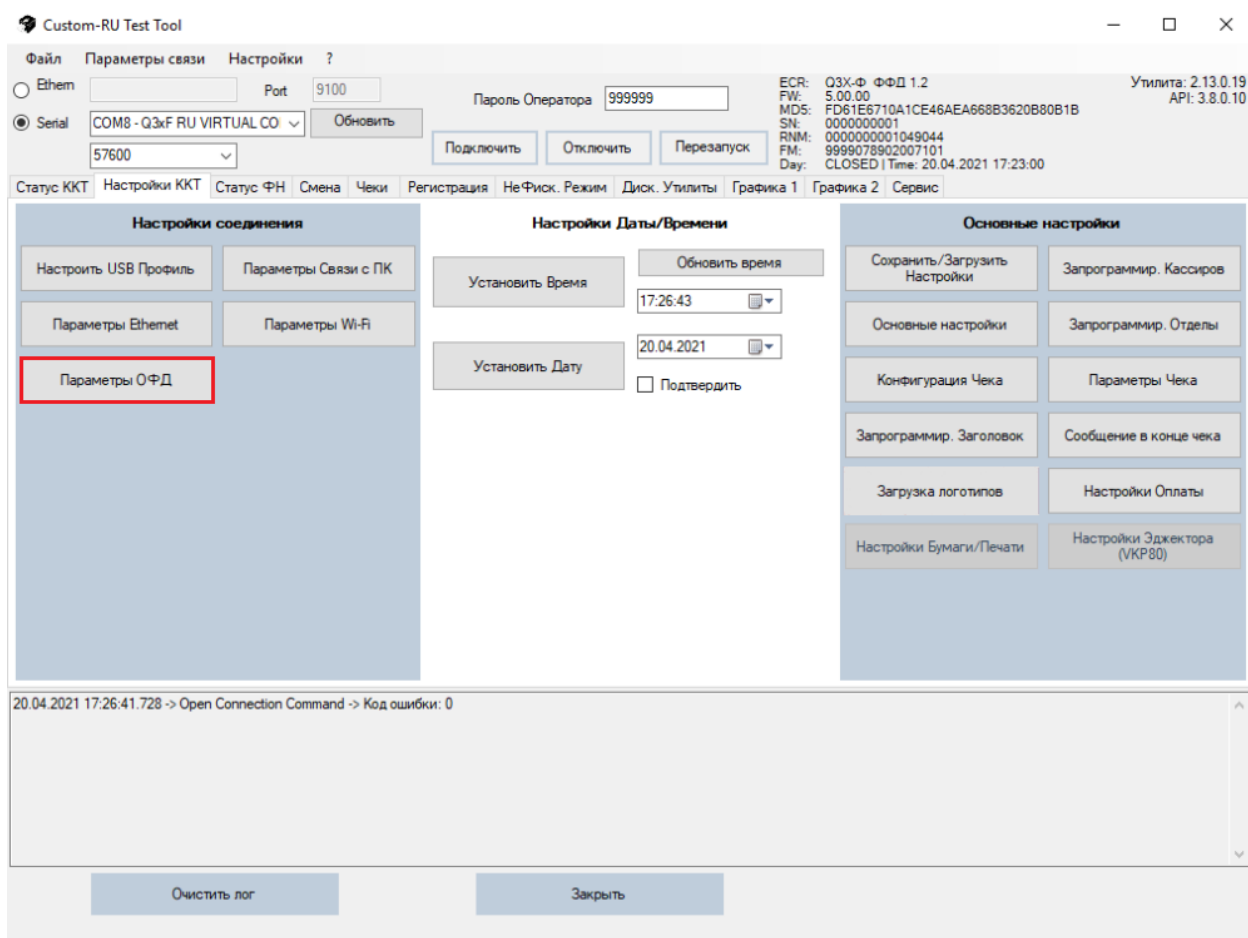 Custom-RU Test Tool
Файл Параметры связи Настройки ?
Ethern Port 9100
Serial COM8 - Q3xF RU VIRTUAL CO Обновить
57600
Пароль Оператора 999999
Подключить Отключить Перезапуск
ECR: Q3X-Ф ФФД 1.2
FW: 5.00.00
MD5: FD61E6710A1CE46AEA668B3620B80B1B
SN: 0000000001
RNM: 0000000001049044
FM: 9999078902007101
Day: CLOSED | Time: 20.04.2021 17:23:00
Утилита: 2.13.0.19
API: 3.8.0.10
Статус ККТ Настройки ККТ Статус ФН Смена Чеки Регистрация НеФиск. Режим Диск. Утилиты Графика 1 Графика 2 Сервис
Настройки соединения
Настроить USB Профиль Параметры Связи с ПК
Параметры Ethernet Параметры Wi-Fi
Параметры ОФД
Настройки Даты/Времени
Установить Время Обновить время
17:26:43
Установить Дату 20.04.2021
Подтвердить
Основные настройки
Сохранить/Загрузить
Настройки
Запрограммир. Кассиров
Основные настройки Запрограммир. Отделы
Конфигурация Чека Параметры Чека
Запрограммир. Заголовок Сообщение в конце чека
Загрузка логотипов Настройки Оплаты
Настройки Бумаги/Печати
Настройки Эджектора
(VKP80)
20.04.2021 17:26:41.728 -> Open Connection Command -> Код ошибки: 0
Очистить лог Закрыть